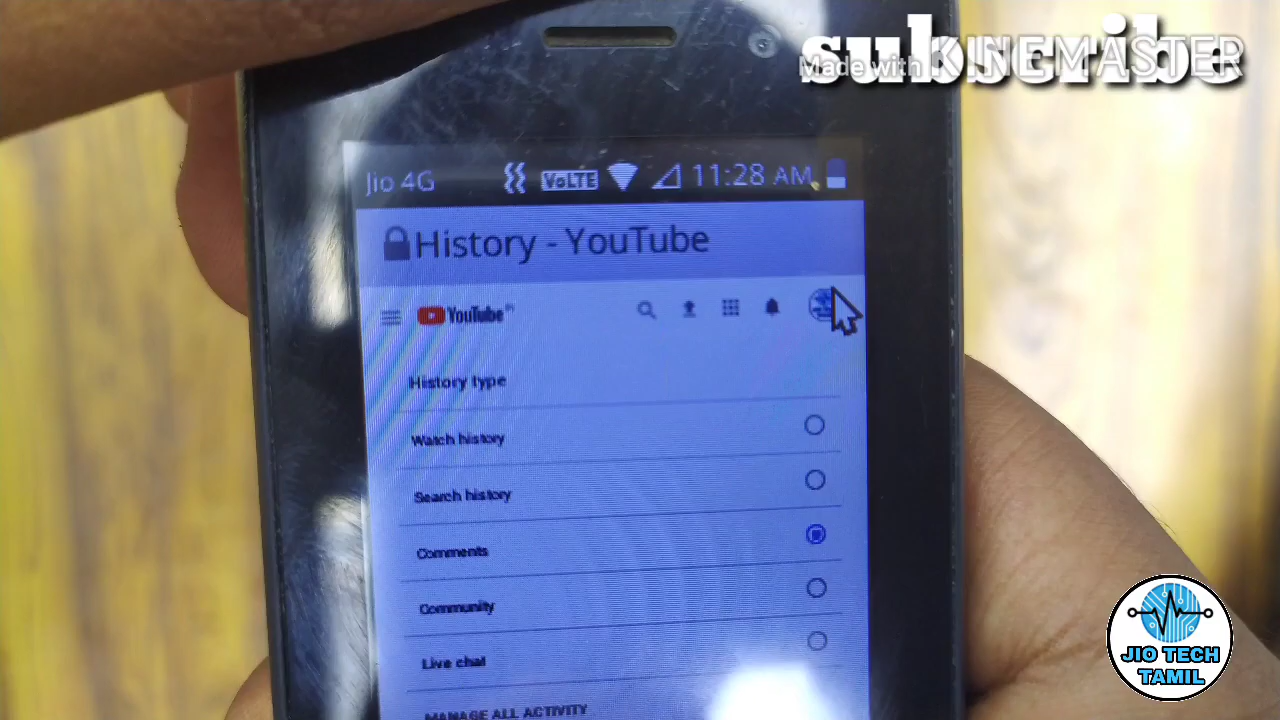 subscribe
Made with KINEMASTER
Jio 4G VoLTE 11:28 AM
History - YouTube
YouTube IN
History type
Watch history
Search history
Comments
Community
Live chat
MANAGE ALL ACTIVITY
JIO TECH
TAMIL